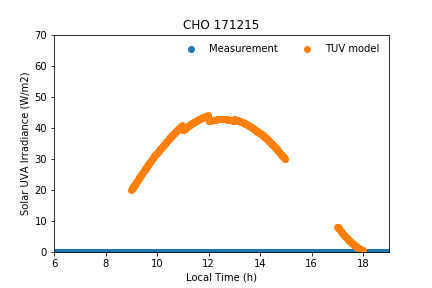 CHO 171215
Measurement
TUV model
70
60
50
40
30
20
10
0
Solar UVA Irradiance (W/m2)
6 8 10 12 14 16 18
Local Time (h)